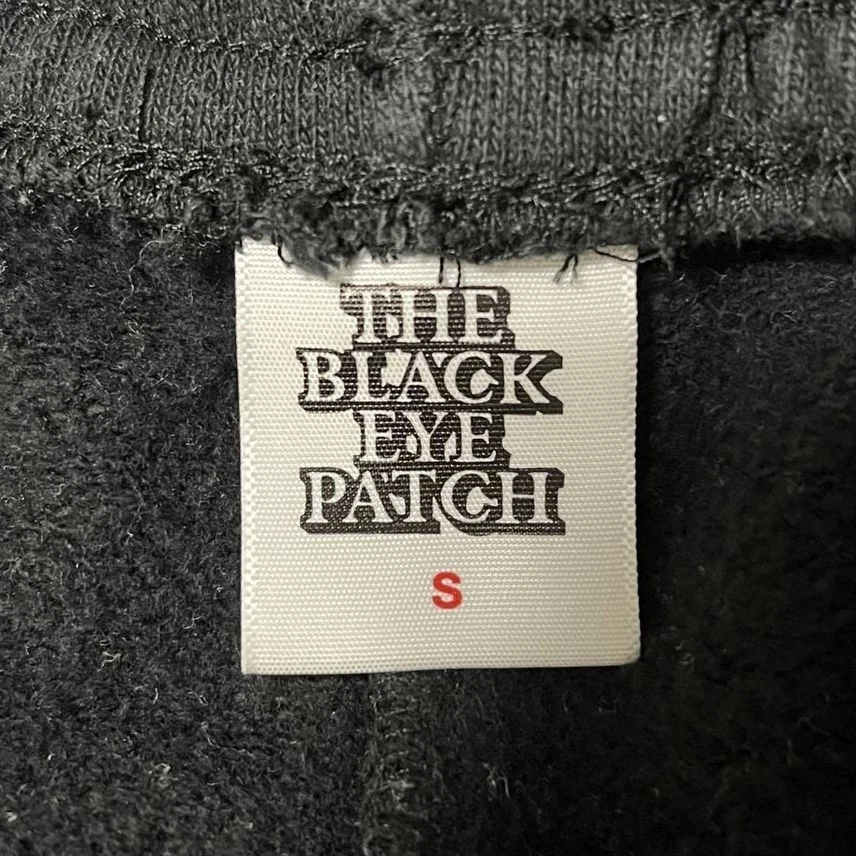 THE
BLACK
EYE
PATCH
S